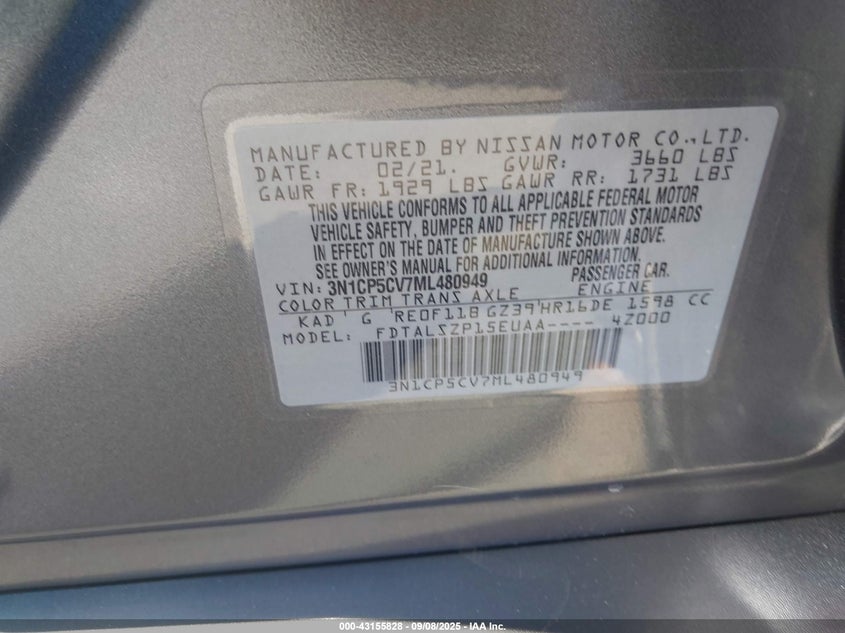 MANUFACTURED BY NISSAN MOTOR CO., LTD.
DATE: 02/21. GVWR: 3660 LBS
GAWR FR: 1929 LBS GAWR RR: 1731 LBS
THIS VEHICLE CONFORMS TO ALL APPLICABLE FEDERAL MOTOR
VEHICLE SAFETY, BUMPER AND THEFT PREVENTION STANDARDS
IN EFFECT ON THE DATE OF MANUFACTURE SHOWN ABOVE.
SEE OWNER'S MANUAL FOR ADDITIONAL INFORMATION.
VIN: 3N1CP5CV7ML480949 PASSENGER CAR.
COLOR TRIM TRANS AXLE ENGINE
KAD ' G 'RE0F11B GZ39'HR16DE 1598 CC
MODEL: FDTALSZP15EUAA---- 4Z000
3N1CP5CV7ML480949
000-43155828 - 09/08/2025 - IAA Inc.